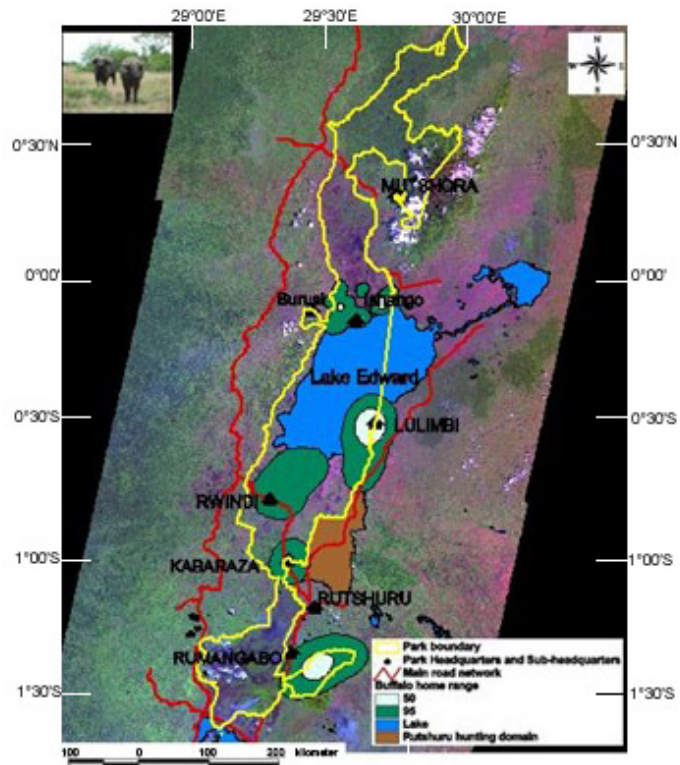 29°00'E 29°30'E 30°00'E
N
W E
S
0°30'N 0°30'N
MUTSHORA
0°00' 0°00'
Burusi Ishango
Lake Edward
0°30'S 0°30'S
LULIMBI
RWINDI
1°00'S 1°00'S
KABARAZA
RUTSHURU
RUMANGABO
Park boundary
Park Headquarters and Sub-headquarters
Main road network
Buffalo home range
50
95
Lake
Rutshuru hunting domain
1°30'S 1°30'S
100 0 100 200 kilometer